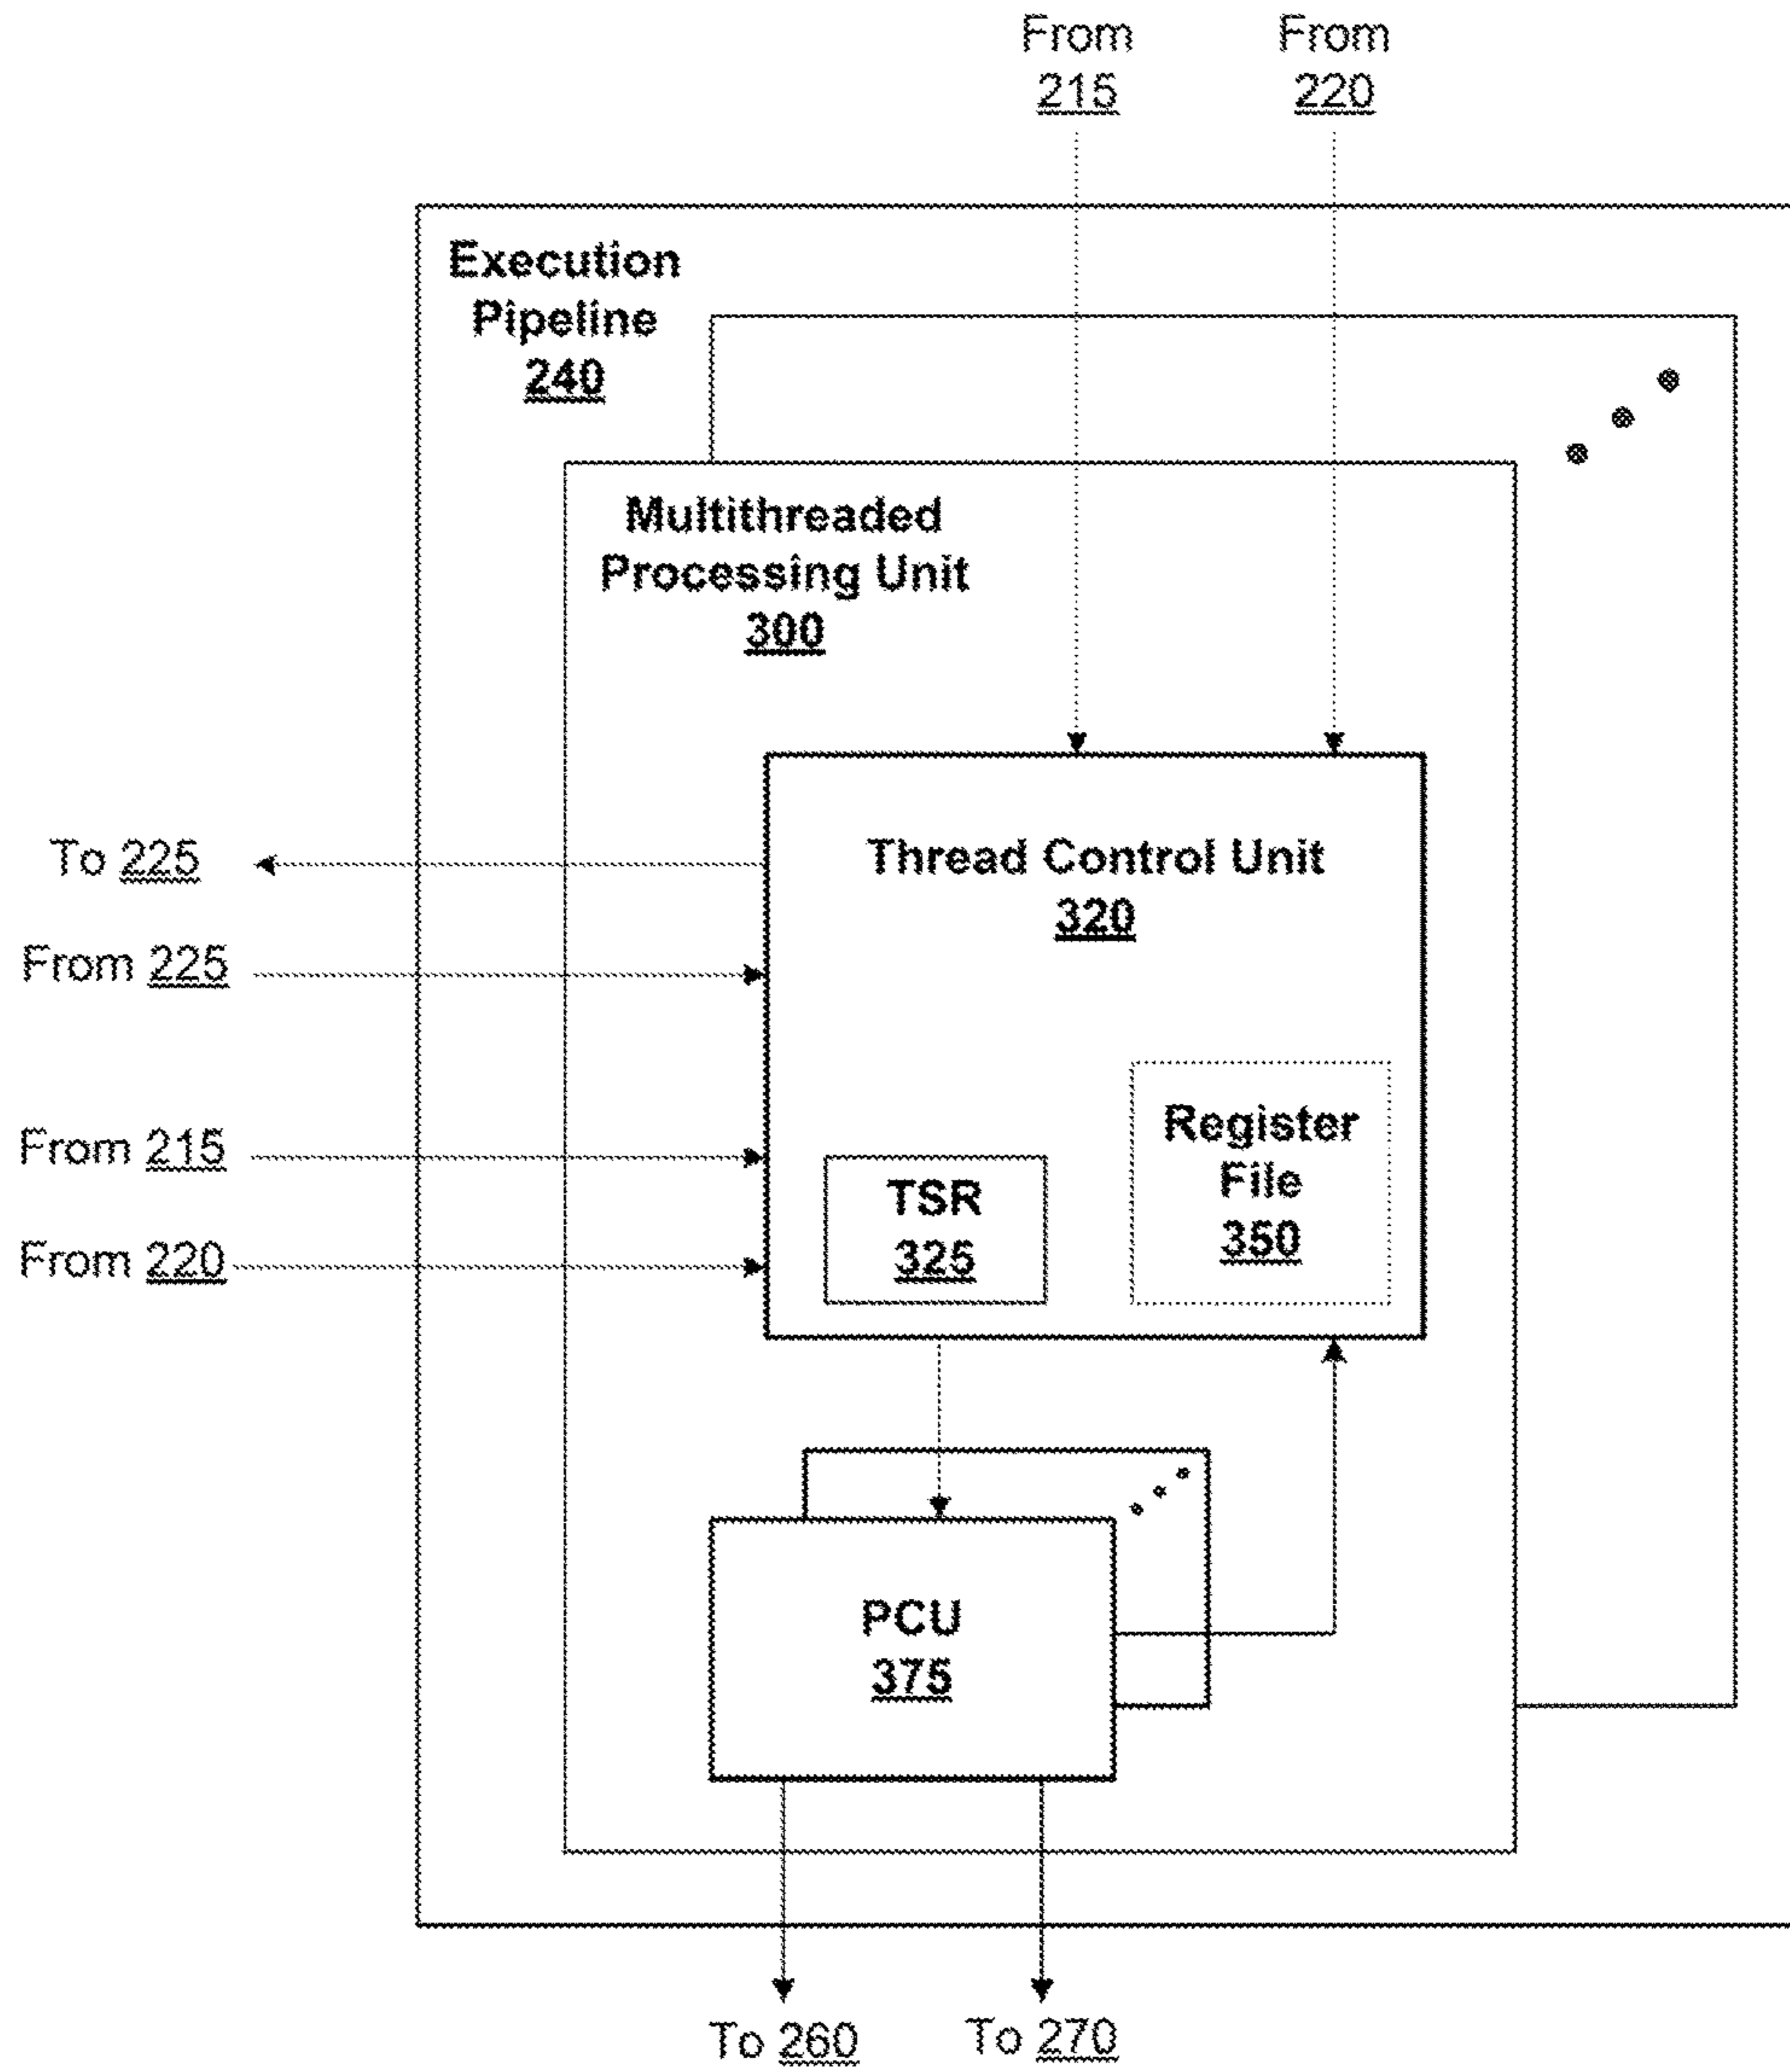 From
215
From
220
Execution
Pipeline
240
Multithreaded
Processing Unit
300
To 225
Thread Control Unit
320
From 225
From 215
From 220
TSR
325
Register
File
350
PCU
375
To 260
To 270